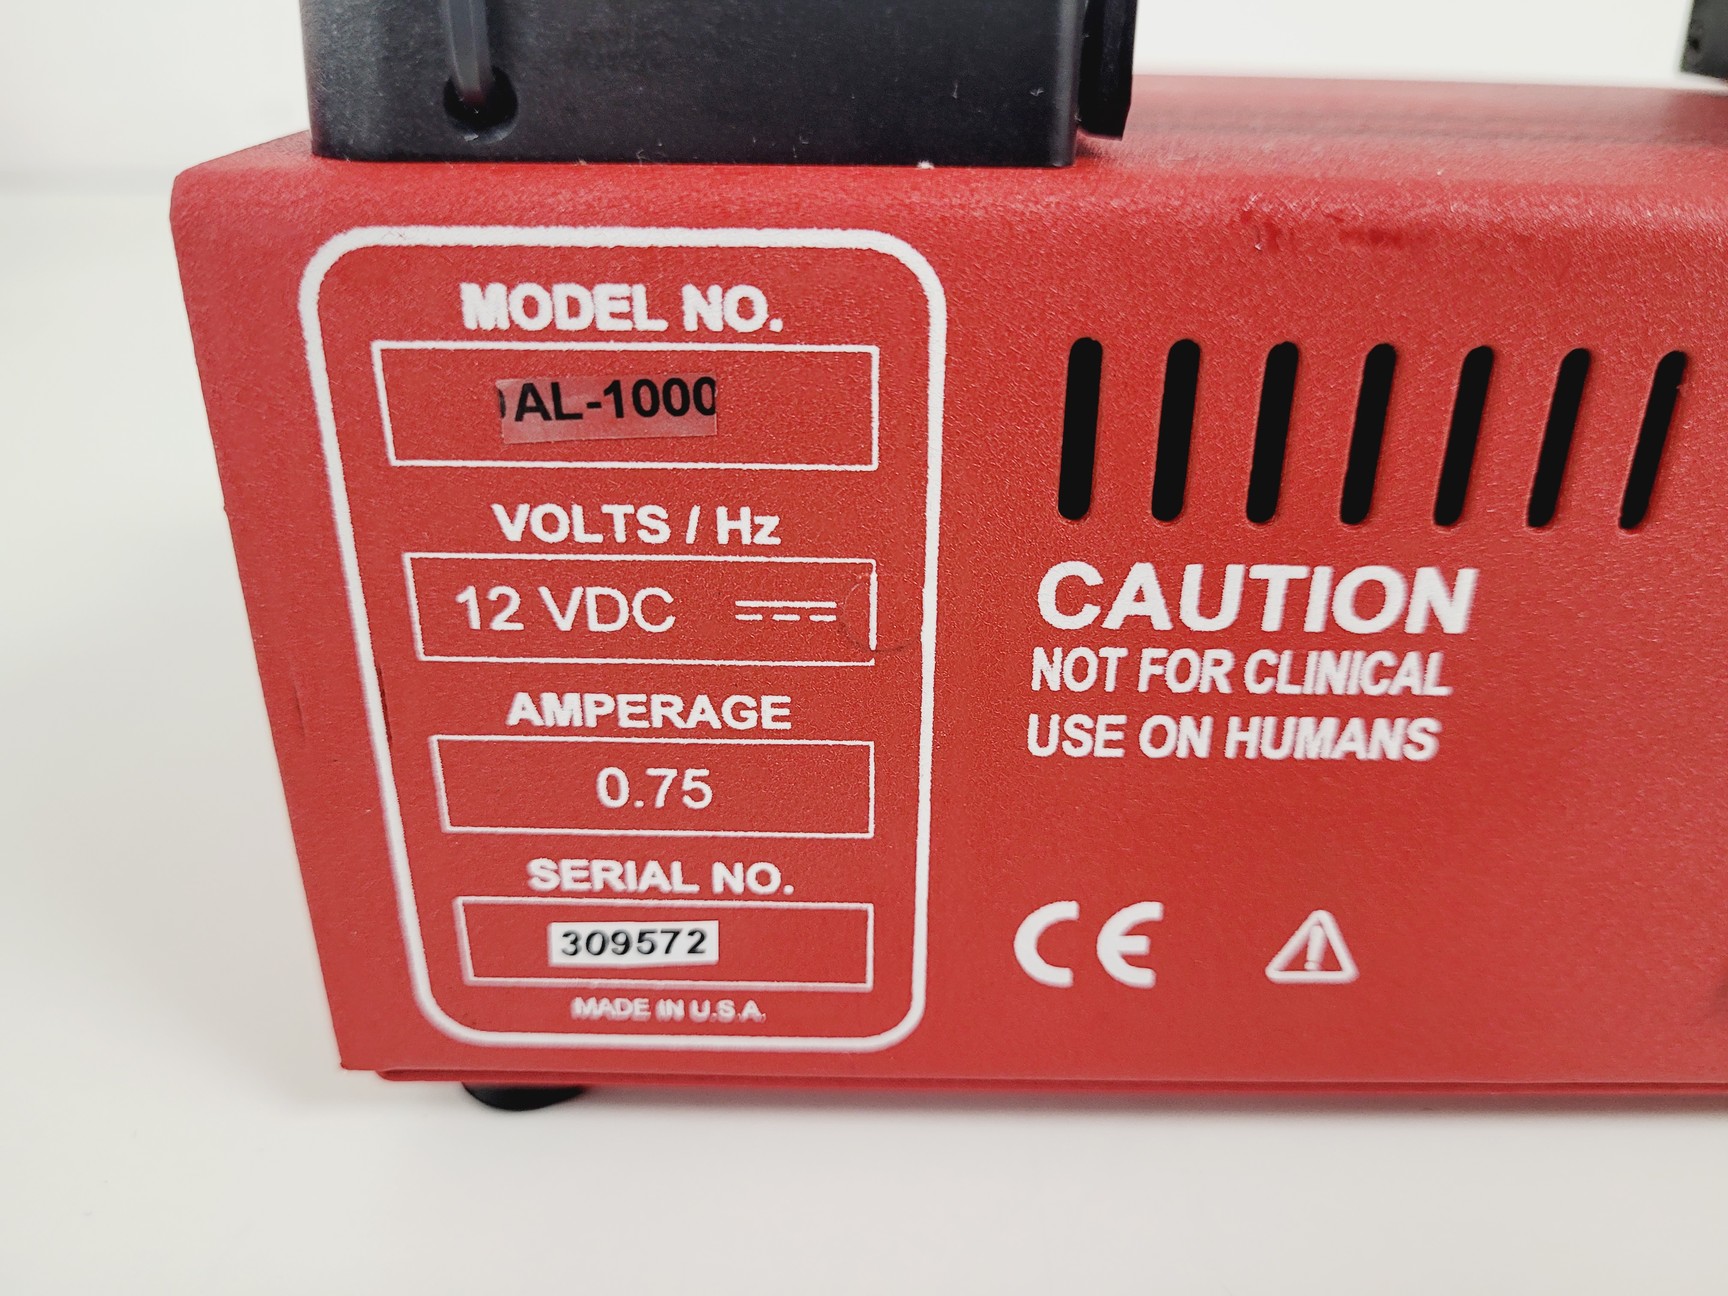 MODEL NO.
AL-1000
VOLTS / Hz
12 VDC
AMPERAGE
0.75
SERIAL NO.
309572
MADE IN U.S.A.
CAUTION
NOT FOR CLINICAL
USE ON HUMANS
CE